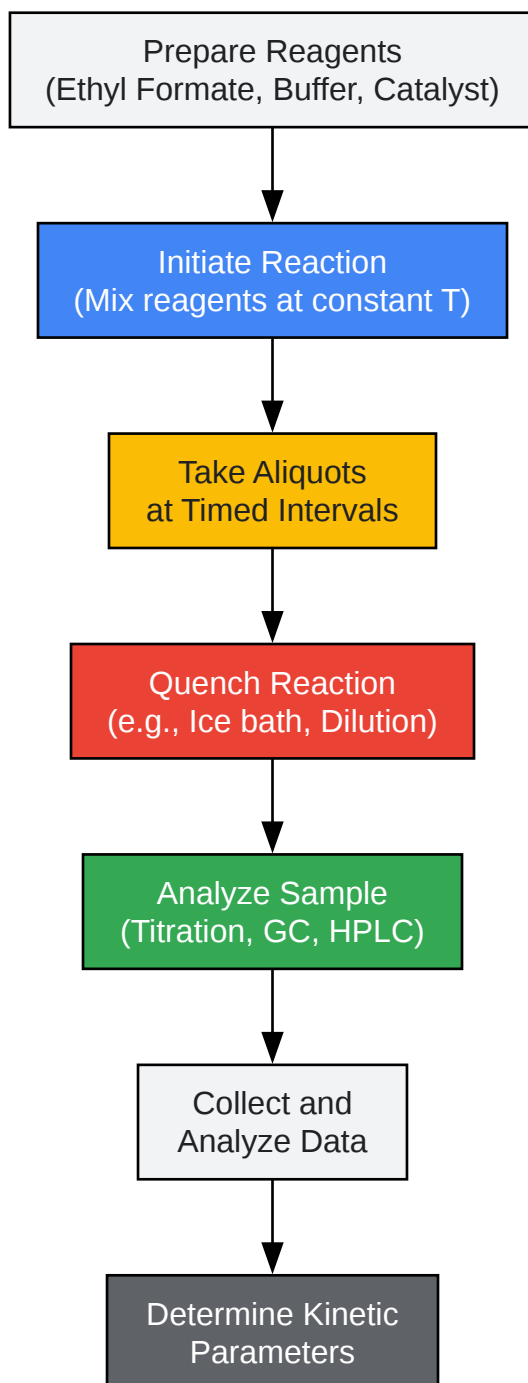 Prepare Reagents
(Ethyl Formate, Buffer, Catalyst)
Initiate Reaction
(Mix reagents at constant T)
Take Aliquots
at Timed Intervals
Quench Reaction
(e.g., Ice bath, Dilution)
Analyze Sample
(Titration, GC, HPLC)
Collect and
Analyze Data
Determine Kinetic
Parameters